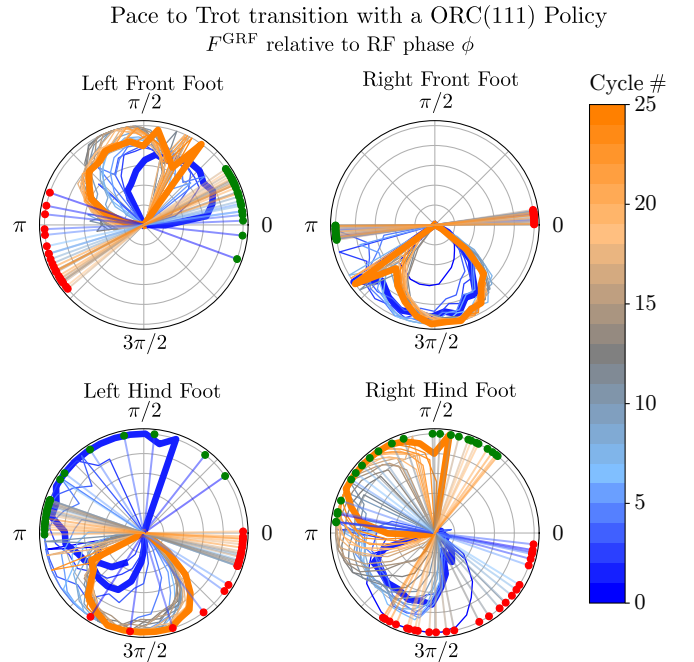 Pace to Trot transition with a ORC(111) Policy
F^GRF relative to RF phase ϕ
Left Front Foot
π/2
π
0
3π/2
Right Front Foot
π/2
π
0
3π/2
Left Hind Foot
π/2
π
0
3π/2
Right Hind Foot
π/2
π
0
3π/2
Cycle #
25
20
15
10
5
0